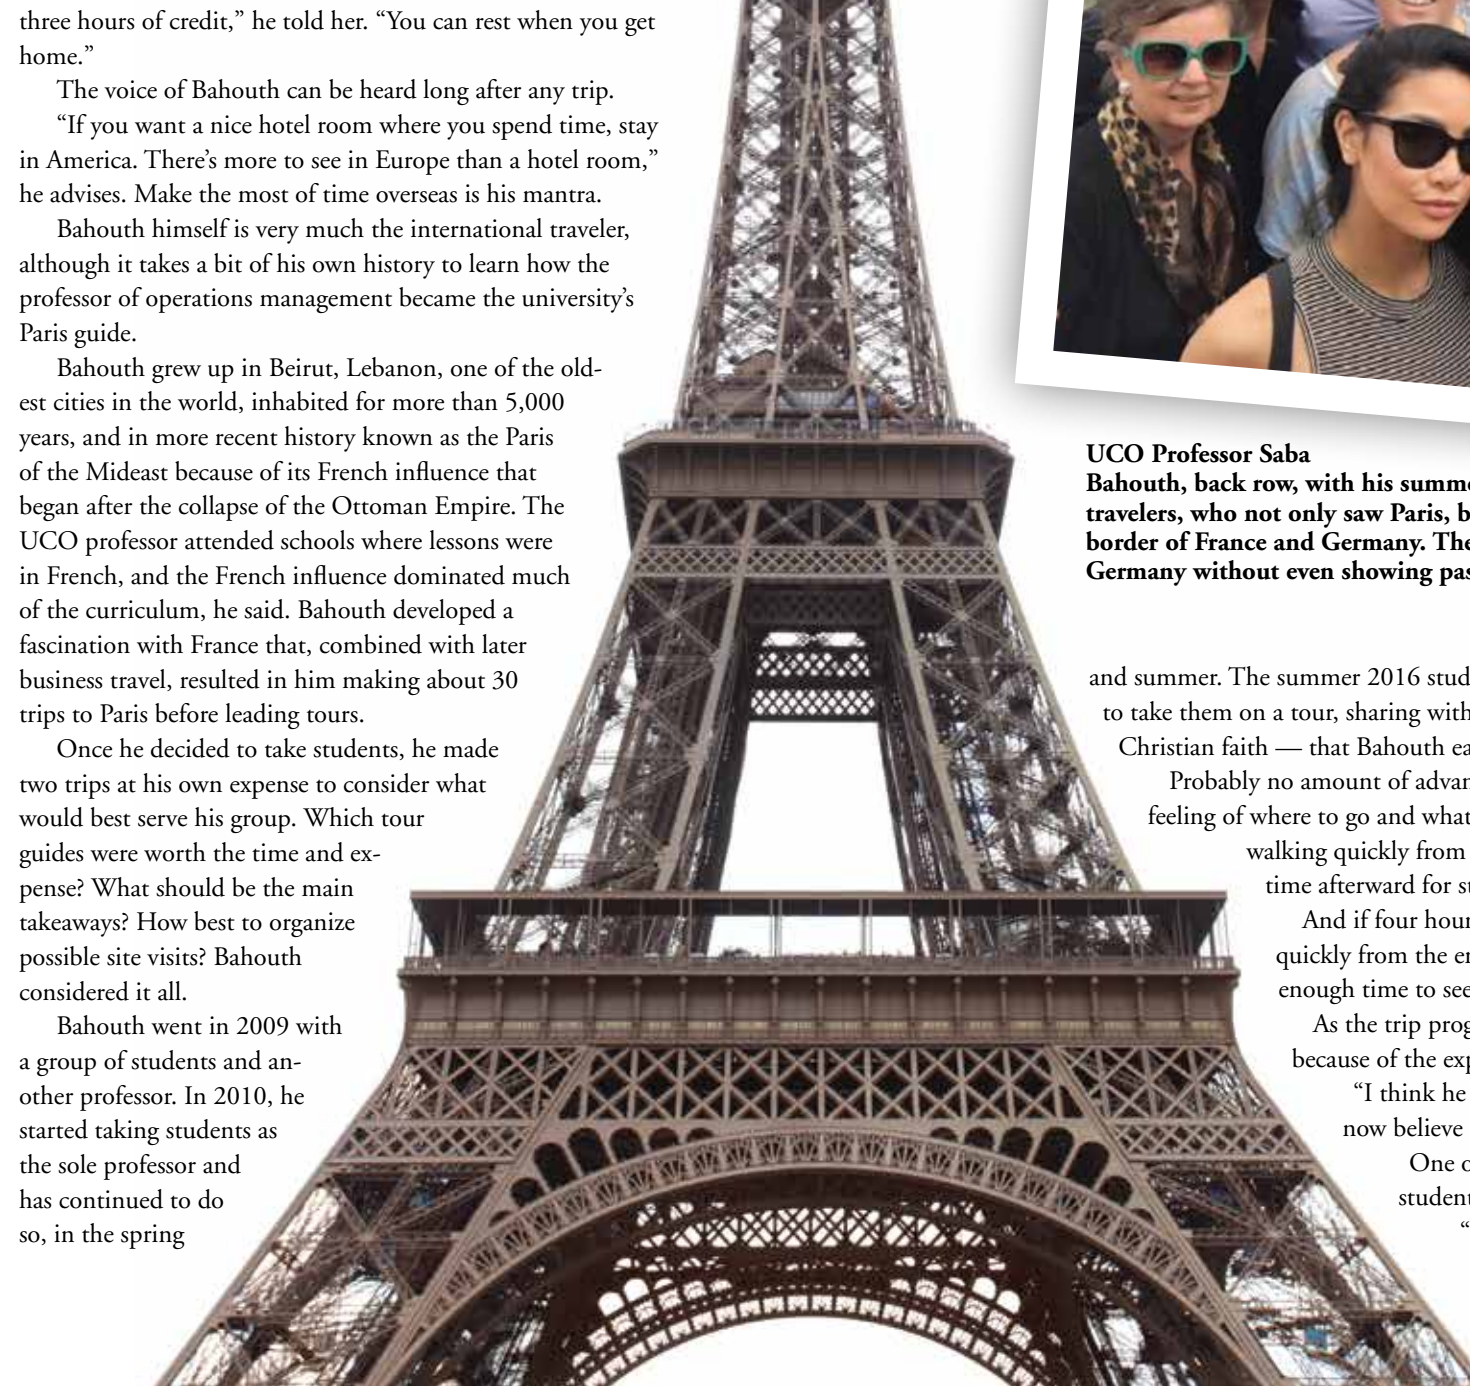 three hours of credit,” he told her. “You can rest when you get
home.”
The voice of Bahouth can be heard long after any trip.
“If you want a nice hotel room where you spend time, stay
in America. There’s more to see in Europe than a hotel room,”
he advises. Make the most of time overseas is his mantra.
Bahouth himself is very much the international traveler,
although it takes a bit of his own history to learn how the
professor of operations management became the university’s
Paris guide.
Bahouth grew up in Beirut, Lebanon, one of the old-
est cities in the world, inhabited for more than 5,000
years, and in more recent history known as the Paris
of the Mideast because of its French influence that
began after the collapse of the Ottoman Empire. The
UCO professor attended schools where lessons were
in French, and the French influence dominated much
of the curriculum, he said. Bahouth developed a
fascination with France that, combined with later
business travel, resulted in him making about 30
trips to Paris before leading tours.
Once he decided to take students, he made
two trips at his own expense to consider what
would best serve his group. Which tour
guides were worth the time and ex-
pense? What should be the main
takeaways? How best to organize
possible site visits? Bahouth
considered it all.
Bahouth went in 2009 with
a group of students and an-
other professor. In 2010, he
started taking students as
the sole professor and
has continued to do
so, in the spring
UCO Professor Saba
Bahouth, back row, with his
travelers, who not only saw Paris,
border of France and Germany.
Germany without even showing
and summer. The summer 2016
to take them on a tour, sharing with
Christian faith — that Bahouth
Probably no amount of
feeling of where to go and what
walking quickly from
time afterward for
And if four
quickly from the
enough time to see
As the trip
because of the
“I think he
now believe
One
“